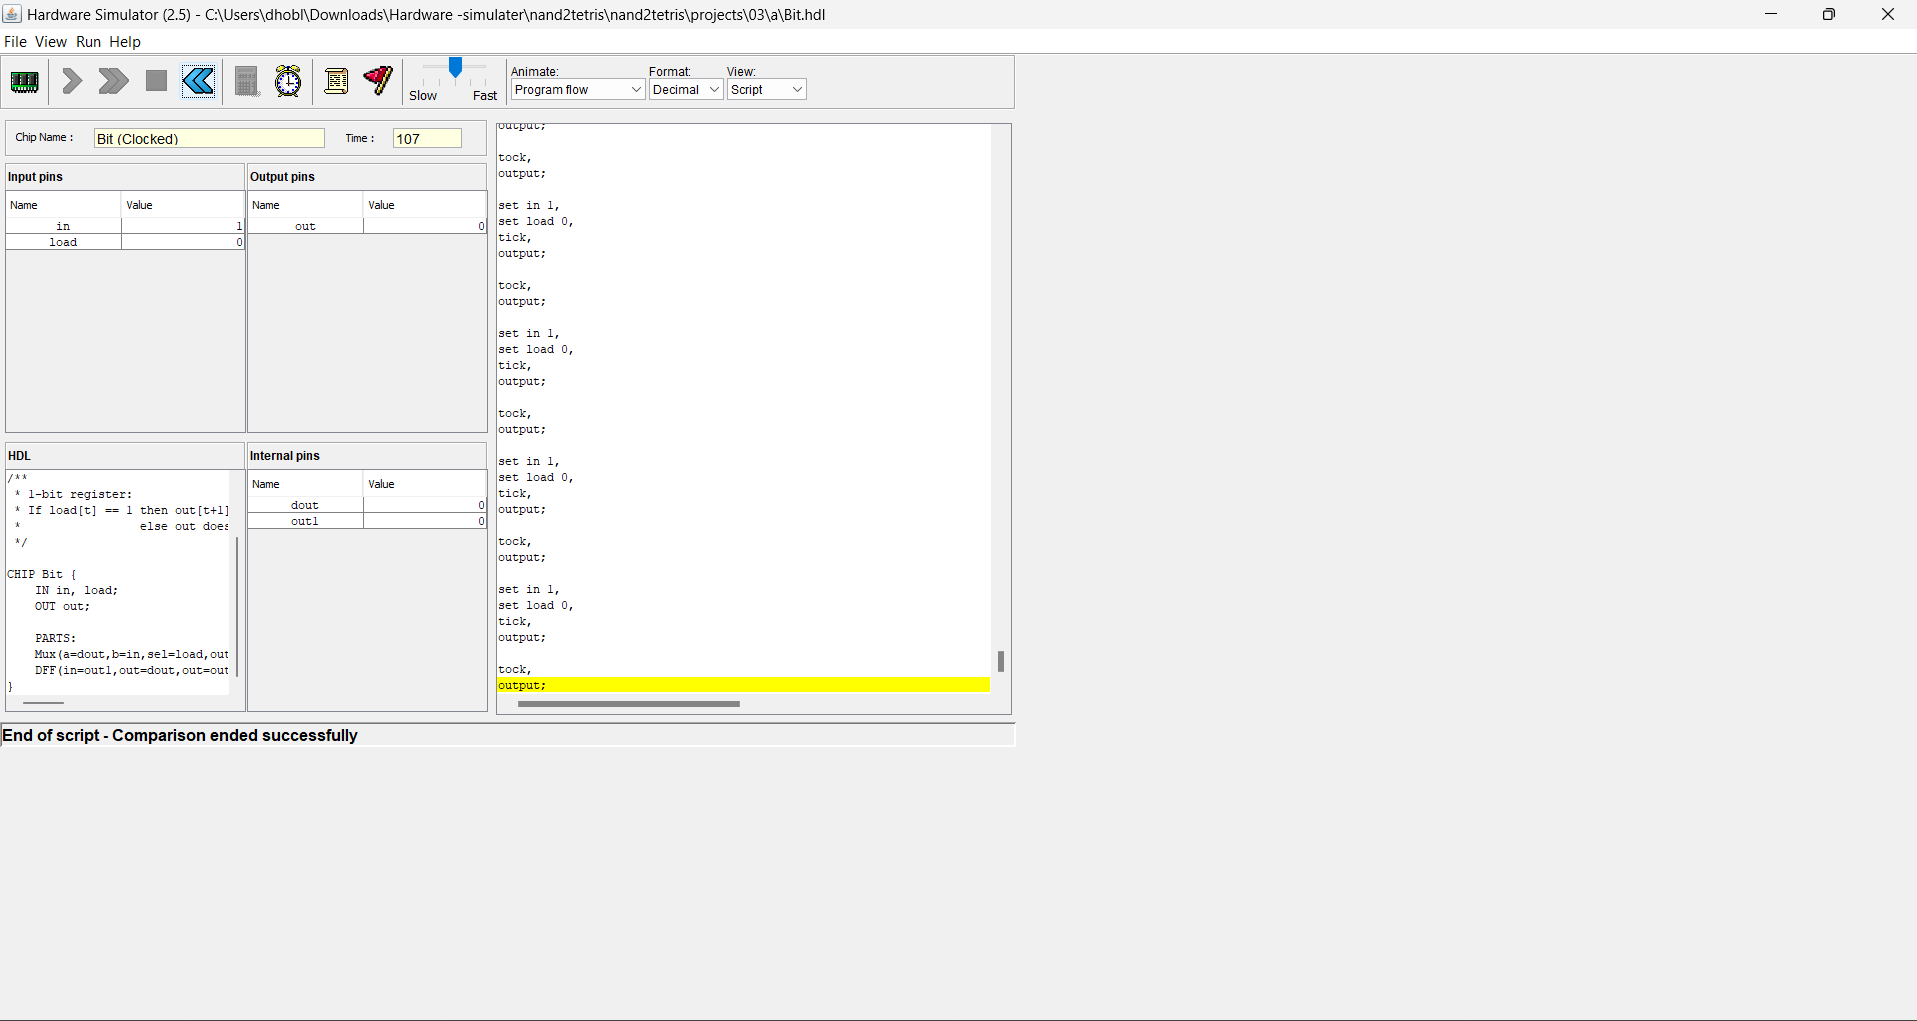 Hardware Simulator (2.5) - C:\Users\dhobl\Downloads\Hardware -simulater\nand2tetris\nand2tetris\projects\03\a\Bit.hdl
File View Run Help
Slow Fast
Animate:
Program flow
Format:
Decimal
View:
Script
Chip Name :
Bit (Clocked)
Time :
107
Input pins
Name Value
in 1
load 0
Output pins
Name Value
out 0
HDL
/**
* 1-bit register:
* If load[t] == 1 then out[t+1]
* else out does
*/
CHIP Bit {
IN in, load;
OUT out;
PARTS:
Mux(a=dout,b=in,sel=load,out
DFF(in=out1,out=dout,out=out
}
Internal pins
Name Value
dout 0
out1 0
output;
tock,
output;
set in 1,
set load 0,
tick,
output;
tock,
output;
set in 1,
set load 0,
tick,
output;
tock,
output;
set in 1,
set load 0,
tick,
output;
tock,
output;
set in 1,
set load 0,
tick,
output;
tock,
output;
End of script - Comparison ended successfully